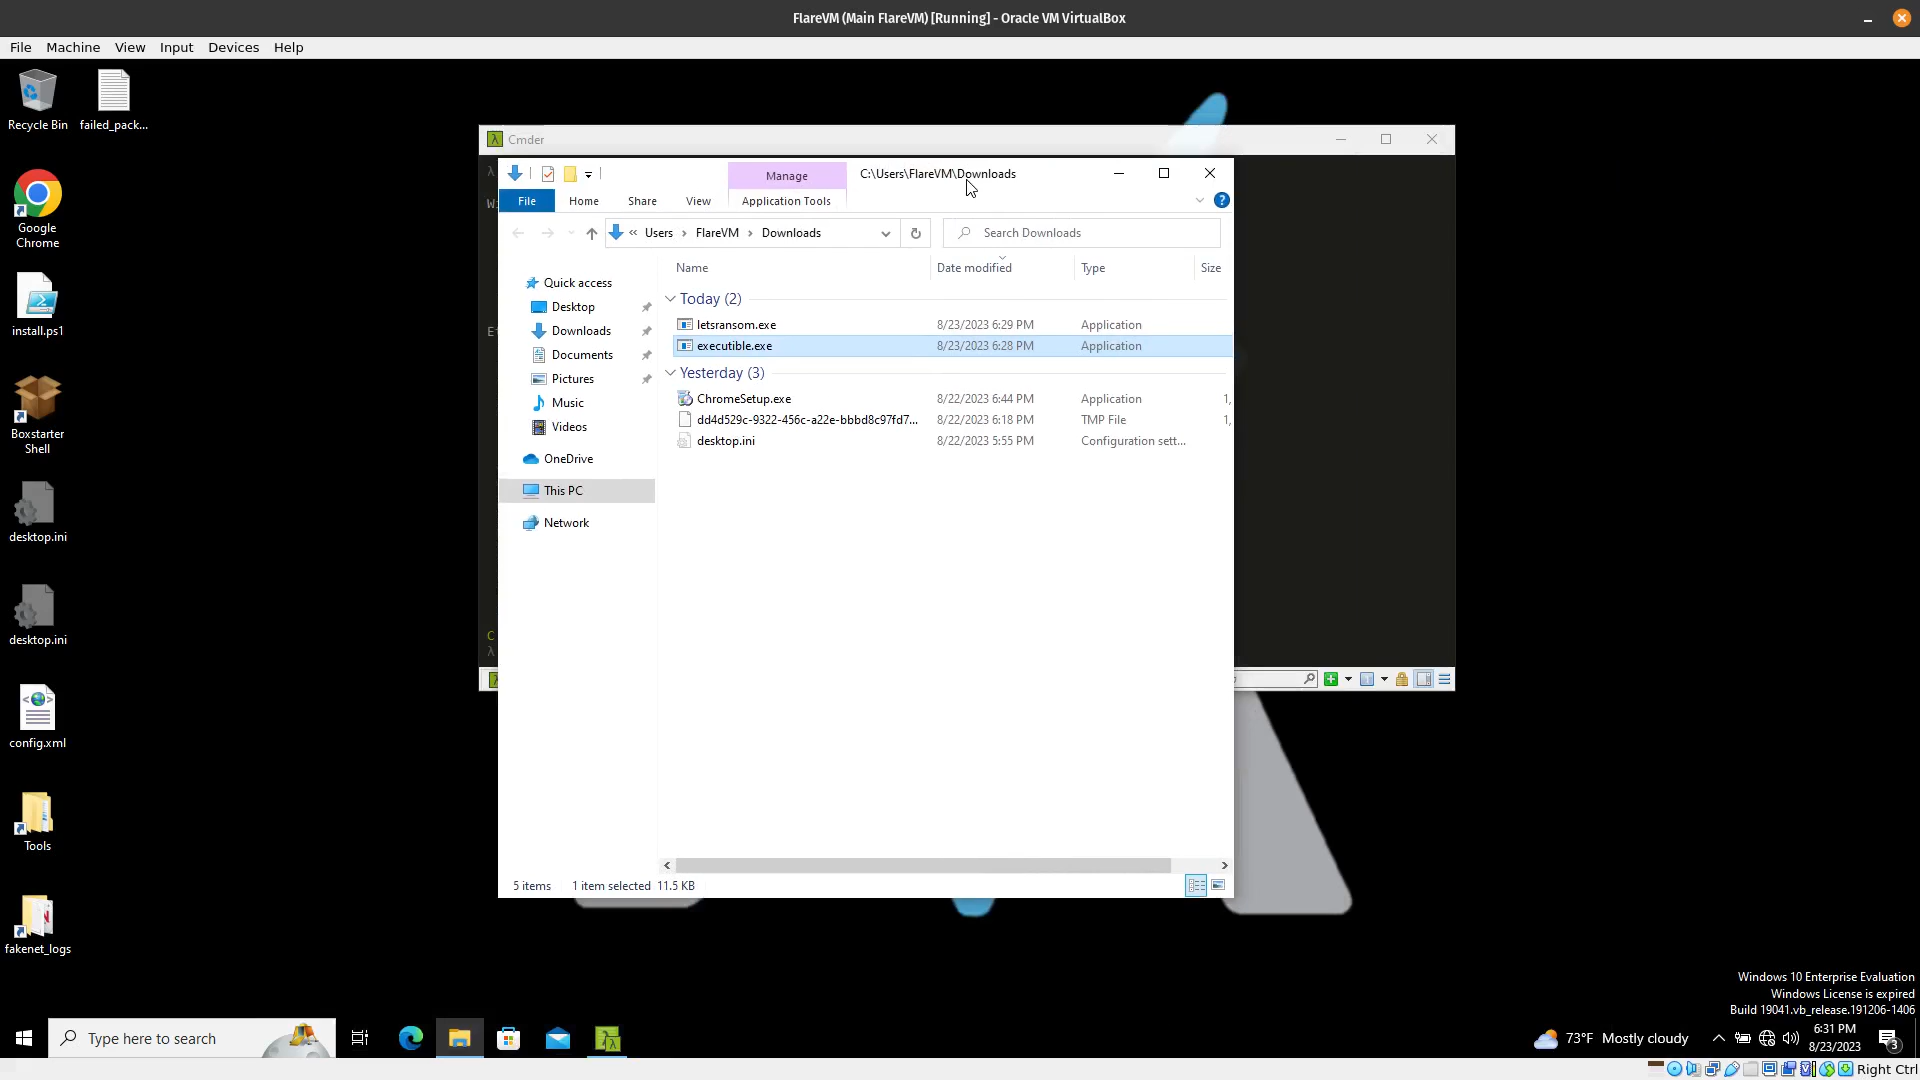 FlareVM (Main FlareVM) [Running] - Oracle VM VirtualBox
File Machine View Input Devices Help
Recycle Bin
failed_pack...
Google
Chrome
install.ps1
Boxstarter
Shell
desktop.ini
desktop.ini
config.xml
Tools
fakenet_logs
Cmder
Manage
C:\Users\FlareVM\Downloads
File Home Share View Application Tools
« Users › FlareVM › Downloads
Search Downloads
Quick access
Desktop
Downloads
Documents
Pictures
Music
Videos
OneDrive
This PC
Network
Name Date modified Type Size
Today (2)
letsransom.exe 8/23/2023 6:29 PM Application
executible.exe 8/23/2023 6:28 PM Application
Yesterday (3)
ChromeSetup.exe 8/22/2023 6:44 PM Application 1,
dd4d529c-9322-456c-a22e-bbbd8c97fd7... 8/22/2023 6:18 PM TMP File 1,
desktop.ini 8/22/2023 5:55 PM Configuration sett...
5 items 1 item selected 11.5 KB
Windows 10 Enterprise Evaluation
Windows License is expired
Build 19041.vb_release.191206-1406
Type here to search
73°F Mostly cloudy
6:31 PM
8/23/2023
3
Right Ctrl